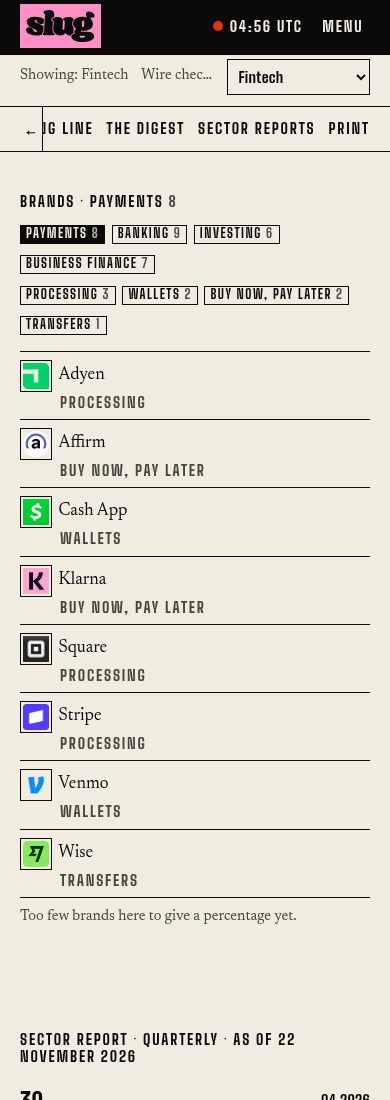 slug
04:56 UTC MENU
Showing: Fintech Wire chec… Fintech
← UG LINE THE DIGEST SECTOR REPORTS PRINT
BRANDS · PAYMENTS 8
PAYMENTS 8 BANKING 9 INVESTING 6
BUSINESS FINANCE 7
PROCESSING 3 WALLETS 2 BUY NOW, PAY LATER 2
TRANSFERS 1
Adyen
PROCESSING
a Affirm
BUY NOW, PAY LATER
$ Cash App
WALLETS
K Klarna
BUY NOW, PAY LATER
Square
PROCESSING
Stripe
PROCESSING
V Venmo
WALLETS
Wise
TRANSFERS
Too few brands here to give a percentage yet.
SECTOR REPORT · QUARTERLY · AS OF 22
NOVEMBER 2026